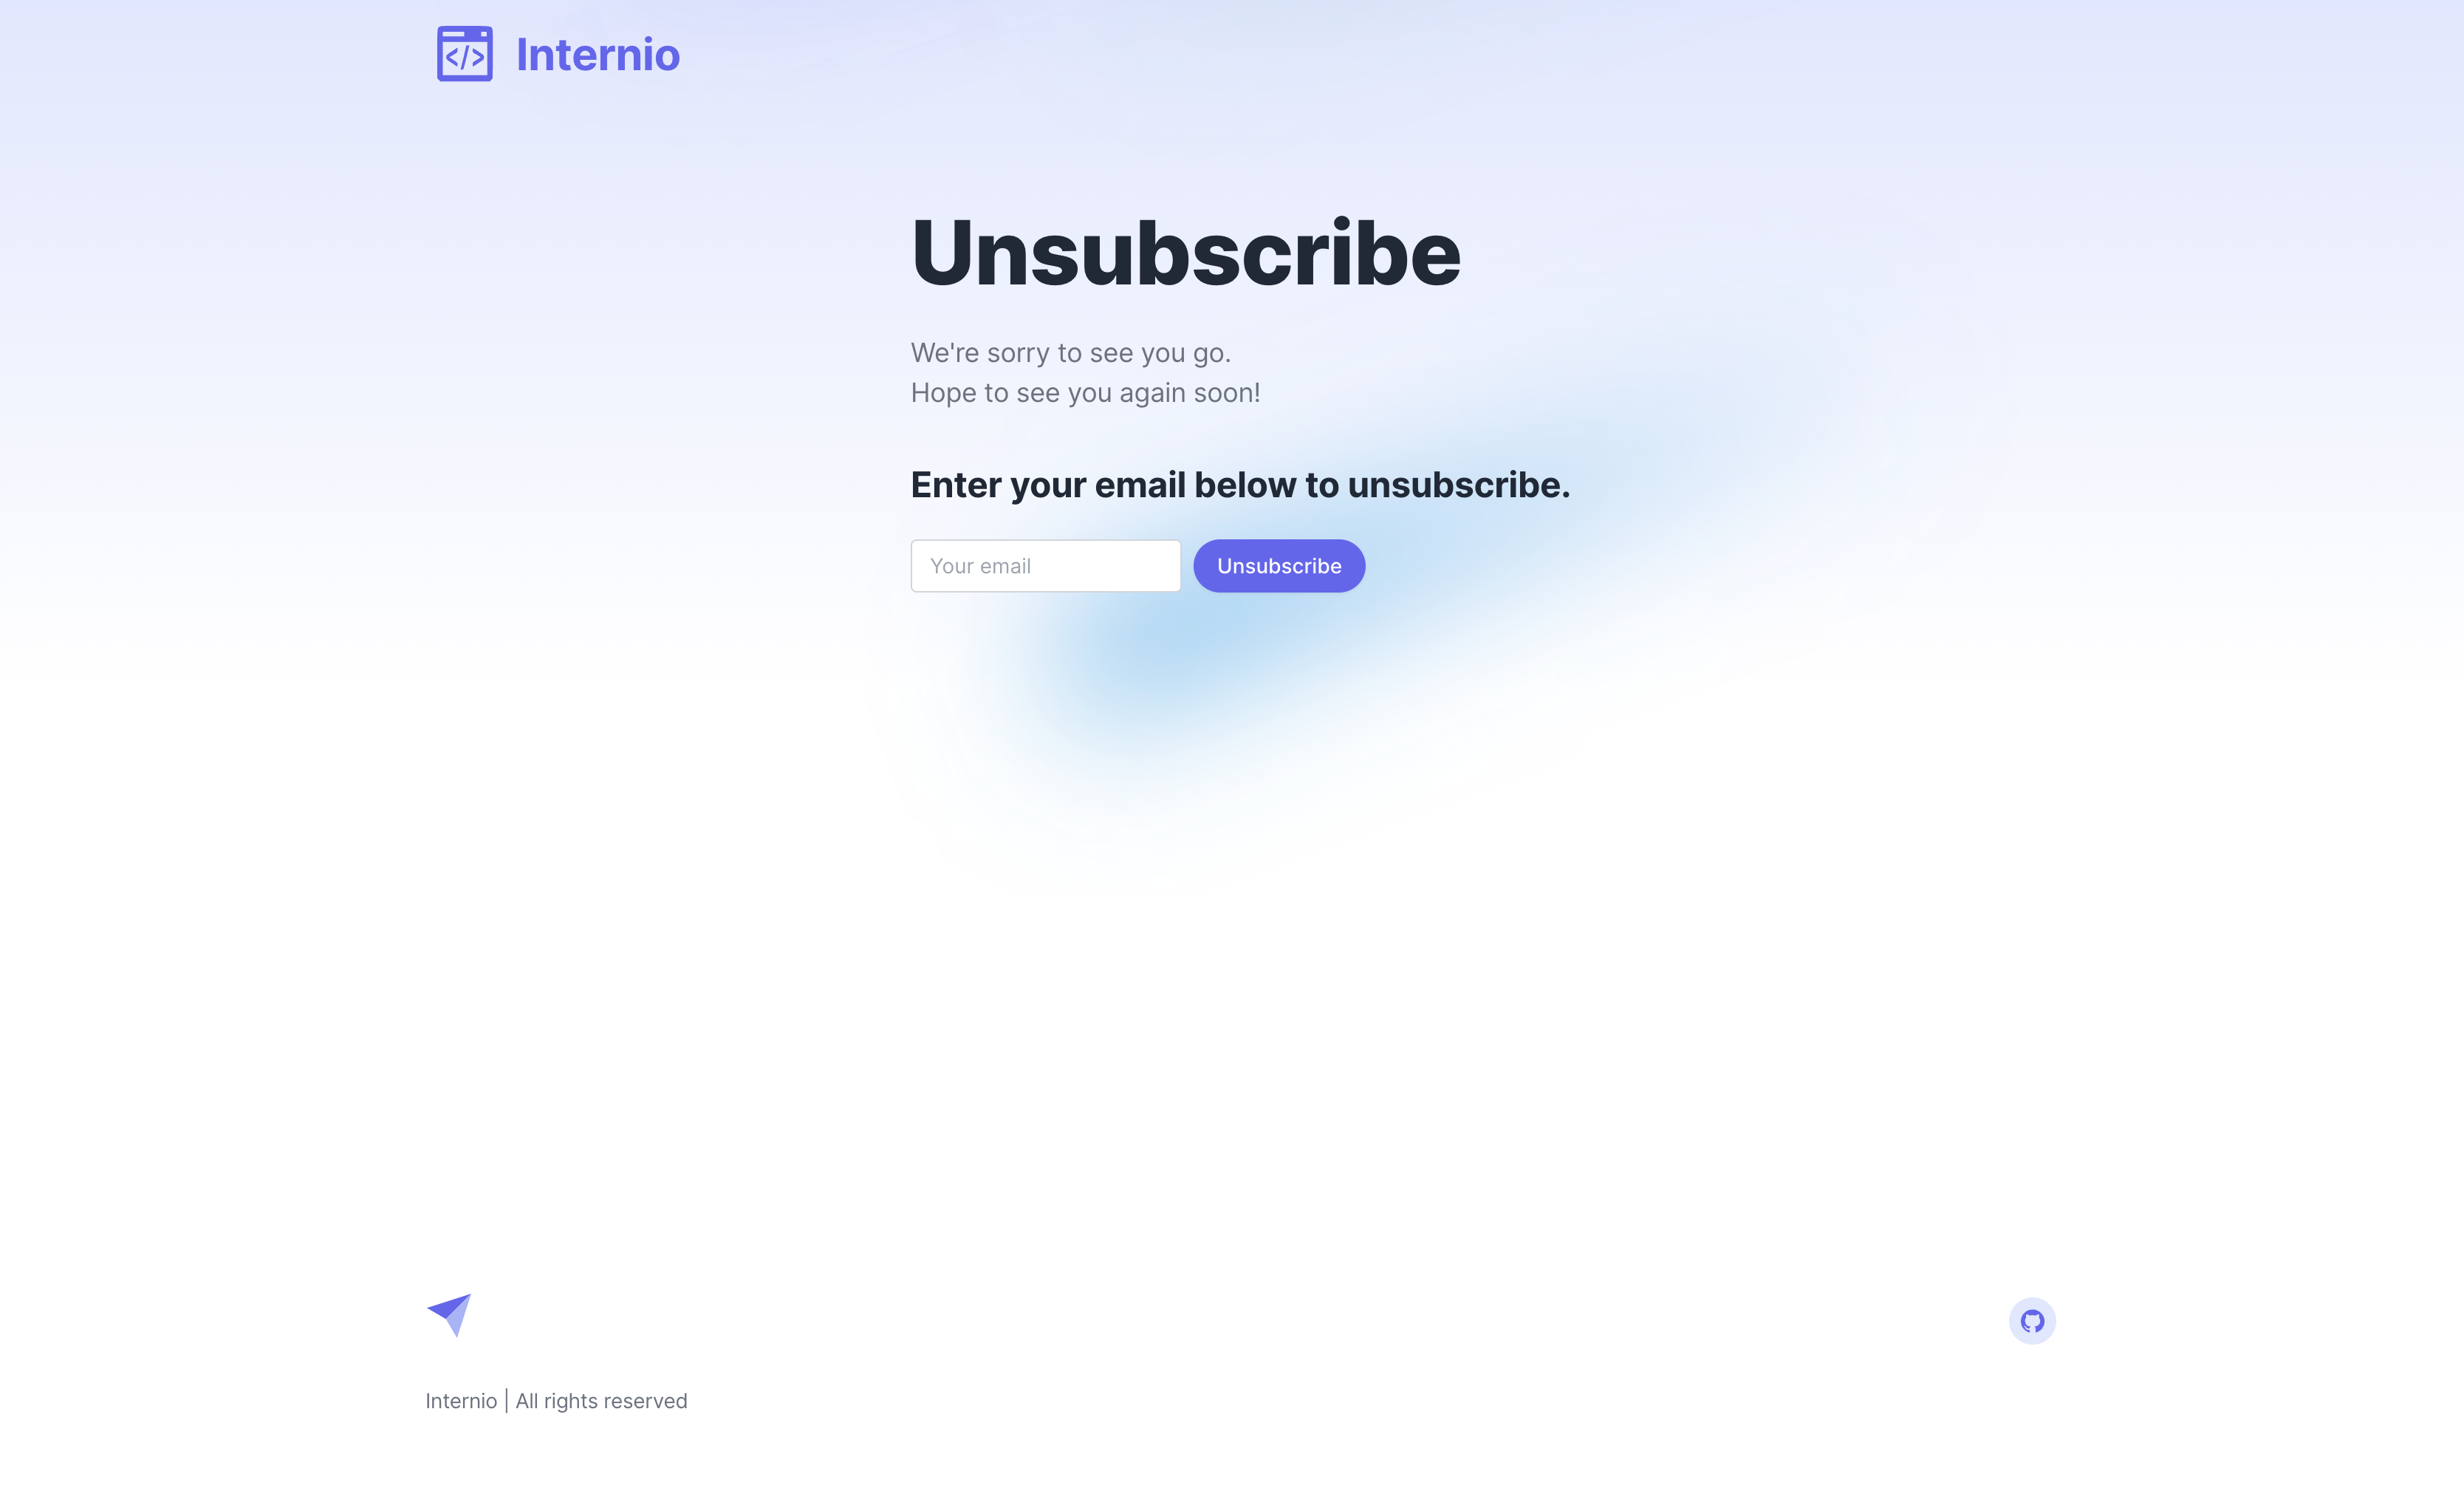 </> Internio
Unsubscribe
We're sorry to see you go.
Hope to see you again soon!
Enter your email below to unsubscribe.
Your email
Unsubscribe
Internio | All rights reserved